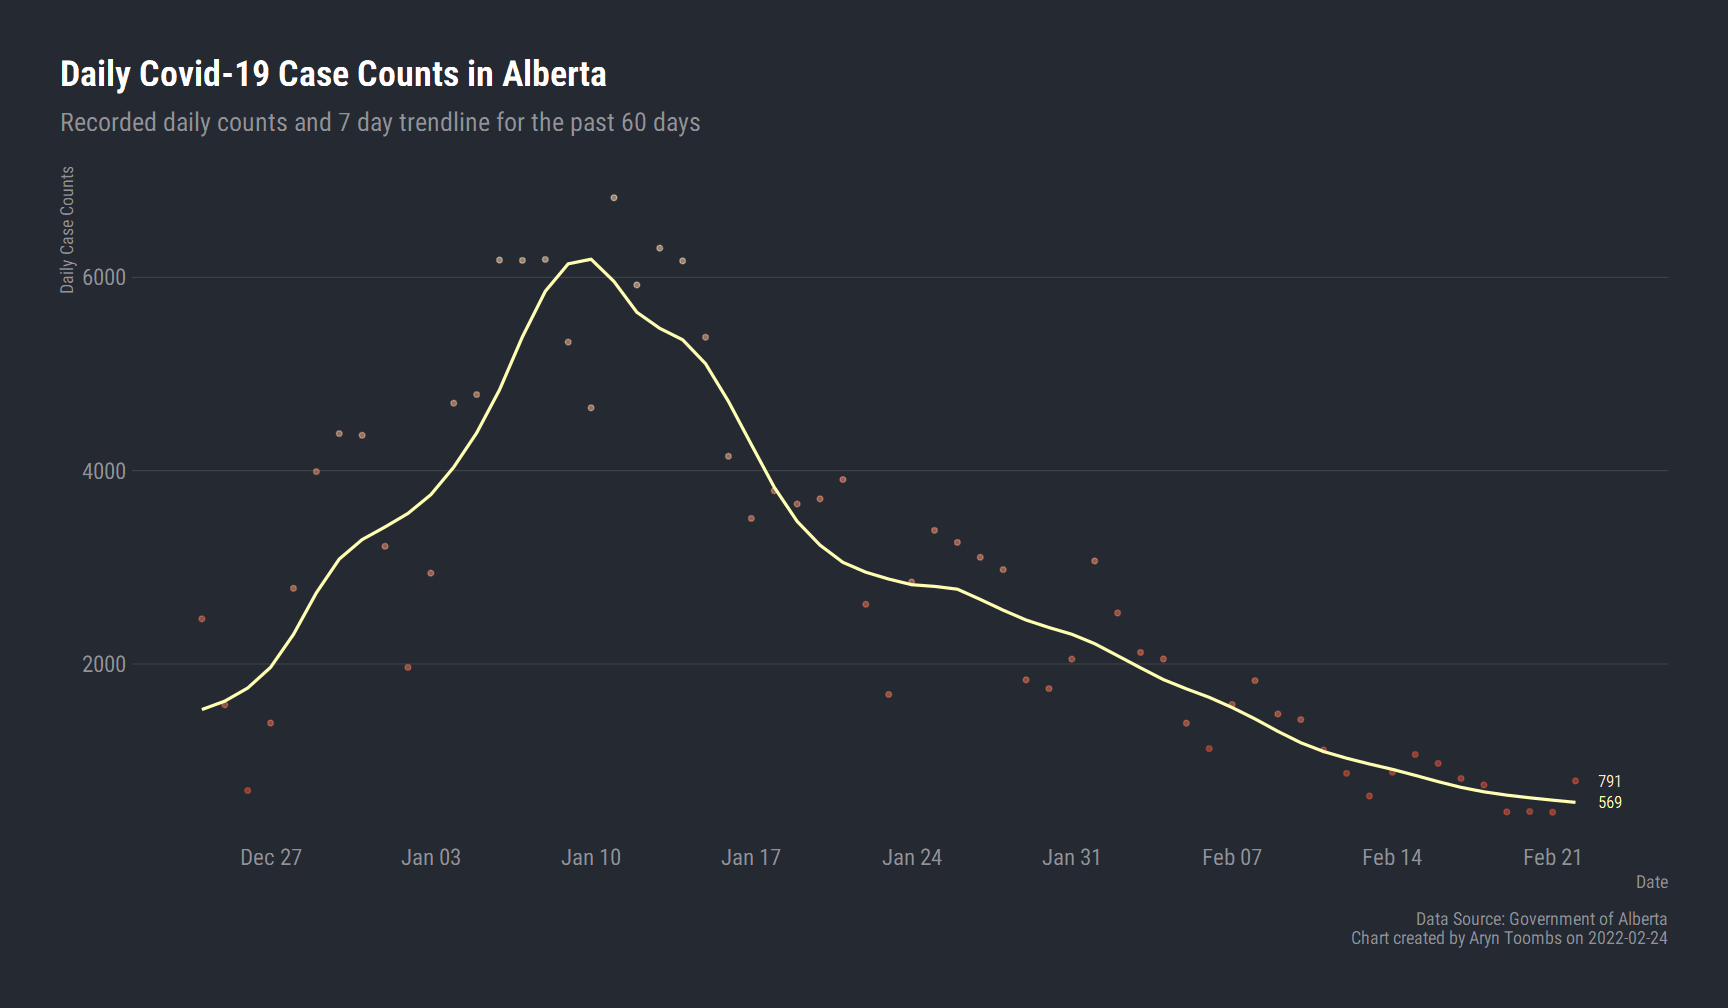 Daily Covid-19 Case Counts in Alberta
Recorded daily counts and 7 day trendline for the past 60 days
Daily Case Counts
6000
4000
2000
791
569
Dec 27
Jan 03
Jan 10
Jan 17
Jan 24
Jan 31
Feb 07
Feb 14
Feb 21
Date
Data Source: Government of Alberta
Chart created by Aryn Toombs on 2022-02-24